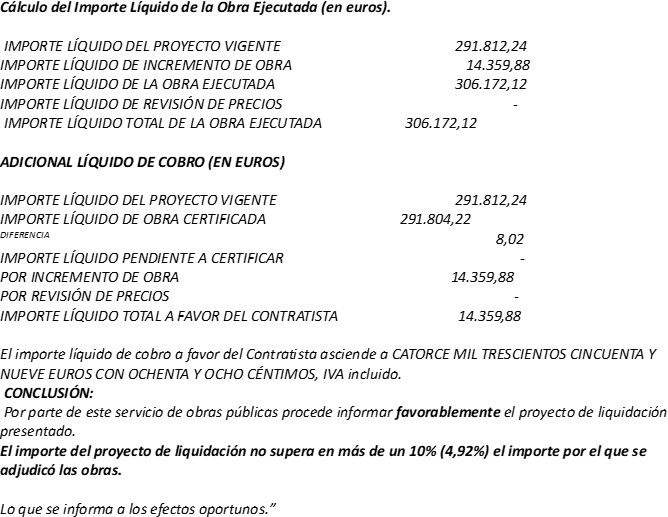 Cálculo del Importe Líquido de la Obra Ejecutada (en euros).
IMPORTE LÍQUIDO DEL PROYECTO VIGENTE 291.812,24
IMPORTE LÍQUIDO DE INCREMENTO DE OBRA 14.359,88
IMPORTE LÍQUIDO DE LA OBRA EJECUTADA 306.172,12
IMPORTE LÍQUIDO DE REVISIÓN DE PRECIOS -
IMPORTE LÍQUIDO TOTAL DE LA OBRA EJECUTADA 306.172,12
ADICIONAL LÍQUIDO DE COBRO (EN EUROS)
IMPORTE LÍQUIDO DEL PROYECTO VIGENTE 291.812,24
IMPORTE LÍQUIDO DE OBRA CERTIFICADA 291.804,22
DIFERENCIA 8,02
IMPORTE LÍQUIDO PENDIENTE A CERTIFICAR -
POR INCREMENTO DE OBRA 14.359,88
POR REVISIÓN DE PRECIOS -
IMPORTE LÍQUIDO TOTAL A FAVOR DEL CONTRATISTA 14.359,88
El importe líquido de cobro a favor del Contratista asciende a CATORCE MIL TRESCIENTOS CINCUENTA Y
NUEVE EUROS CON OCHENTA Y OCHO CÉNTIMOS, IVA incluido.
CONCLUSIÓN:
Por parte de este servicio de obras públicas procede informar favorablemente el proyecto de liquidación
presentado.
El importe del proyecto de liquidación no supera en más de un 10% (4,92%) el importe por el que se
adjudicó las obras.
Lo que se informa a los efectos oportunos.”